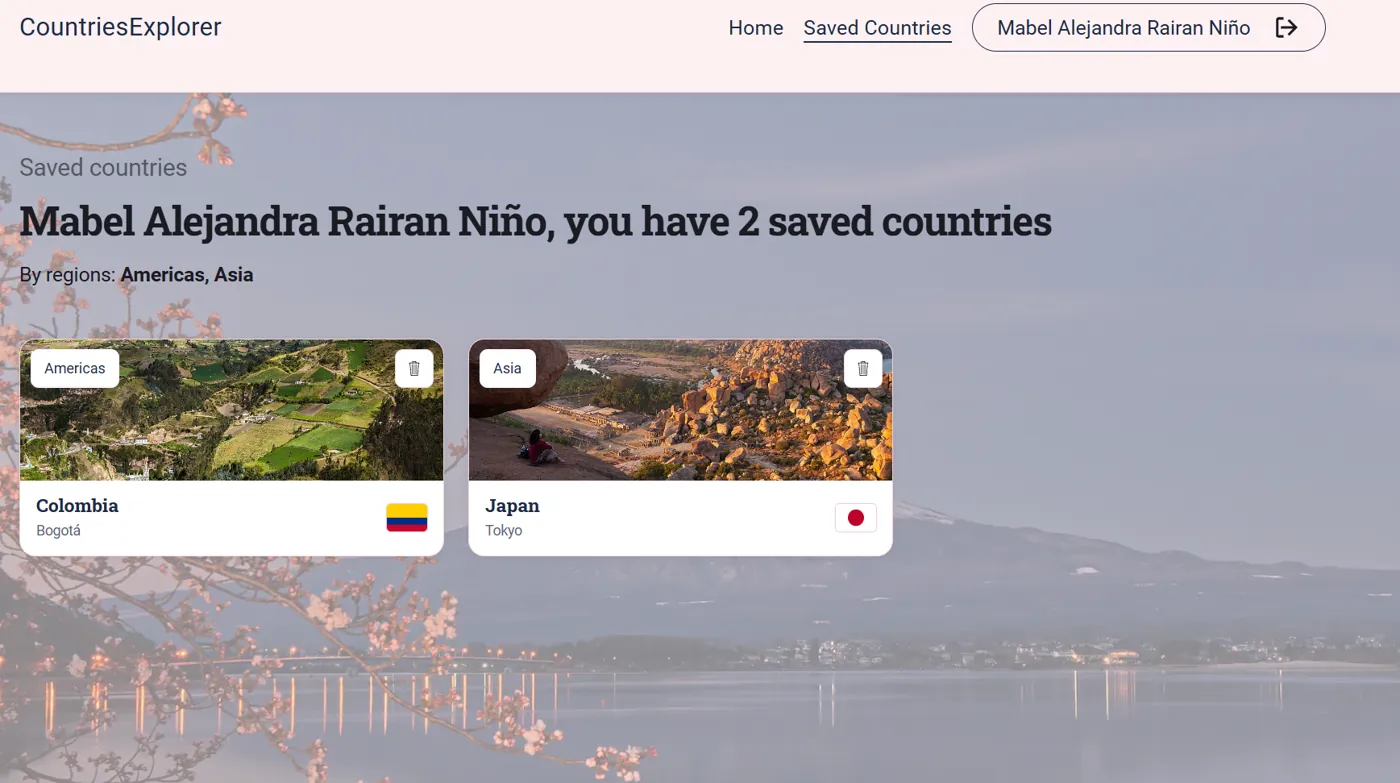 CountriesExplorer
Home
Saved Countries
Mabel Alejandra Rairan Niño
Saved countries
Mabel Alejandra Rairan Niño, you have 2 saved countries
By regions: Americas, Asia
Americas
Asia
Colombia
Bogotá
Japan
Tokyo